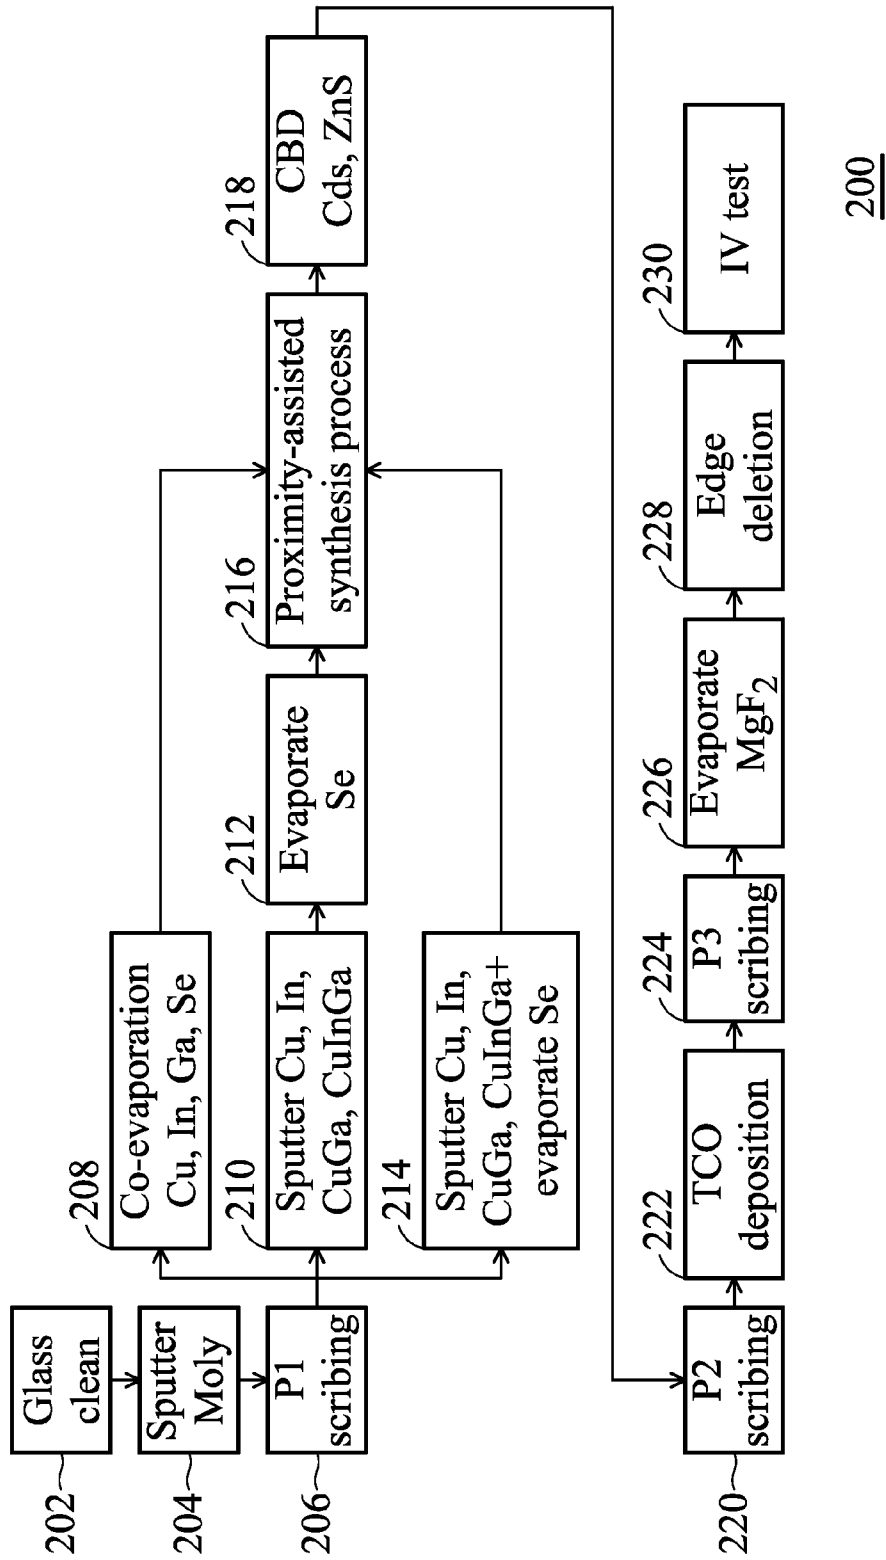 202
Glass
clean
204
Sputter
Moly
206
P1
scribing
208
Co-evaporation
Cu, In, Ga, Se
210
Sputter Cu, In,
CuGa, CuInGa
212
Evaporate
Se
214
Sputter Cu, In,
CuGa, CuInGa+
evaporate Se
216
Proximity-assisted
synthesis process
218
CBD
Cds, ZnS
220
P2
scribing
222
TCO
deposition
224
P3
scribing
226
Evaporate
MgF2
228
Edge
deletion
230
IV test
200